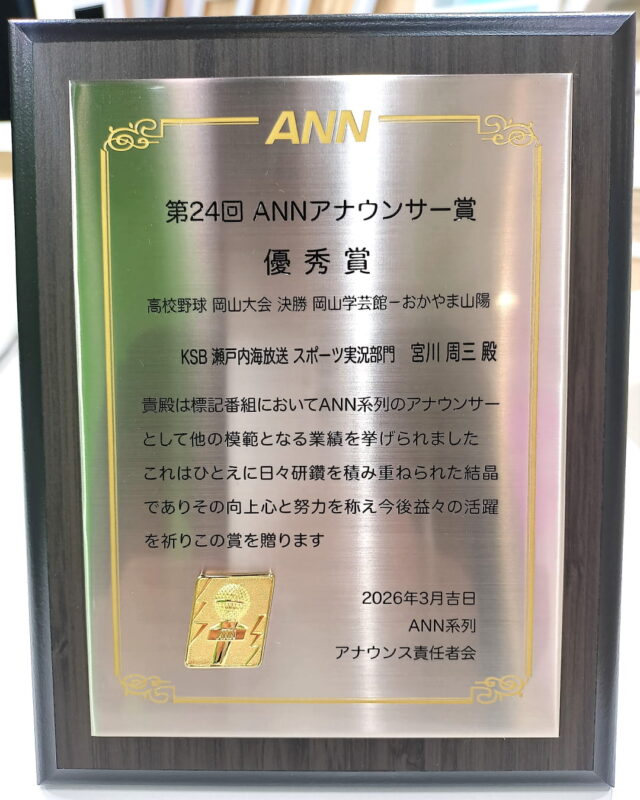 ANN
第24回 ANNアナウンサー賞
優秀賞
高校野球 岡山大会 決勝 岡山学芸館−おかやま山陽
KSB 瀬戸内海放送 スポーツ実況部門 宮川 周三 殿
貴殿は標記番組においてANN系列のアナウンサー
として他の模範となる業績を挙げられました
これはひとえに日々研鑽を積み重ねられた結晶
でありその向上心と努力を称え今後益々の活躍
を祈りこの賞を贈ります
ANN
2026年3月吉日
ANN系列
アナウンス責任者会